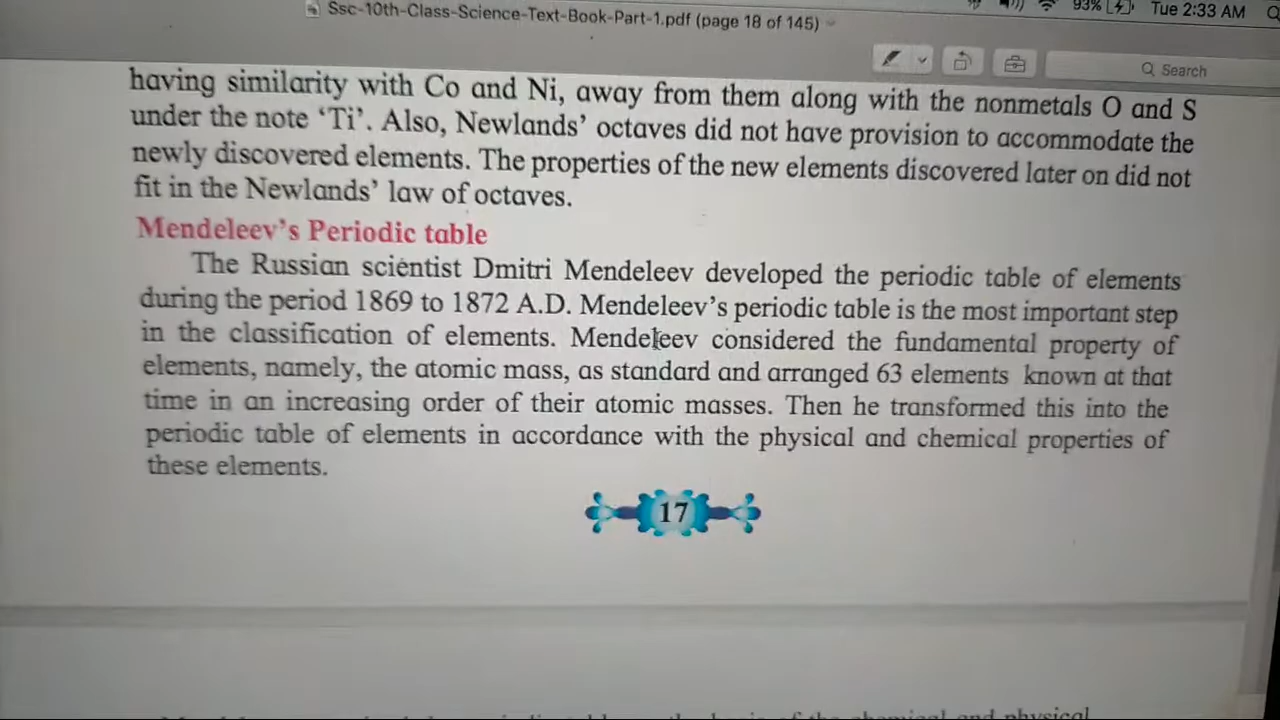 Ssc-10th-Class-Science-Text-Book-Part-1.pdf (page 18 of 145)
93%
Tue 2:33 AM
Search
having similarity with Co and Ni, away from them along with the nonmetals O and S
under the note ‘Ti’. Also, Newlands’ octaves did not have provision to accommodate the
newly discovered elements. The properties of the new elements discovered later on did not
fit in the Newlands’ law of octaves.
Mendeleev’s Periodic table
The Russian scientist Dmitri Mendeleev developed the periodic table of elements
during the period 1869 to 1872 A.D. Mendeleev’s periodic table is the most important step
in the classification of elements. Mendeleev considered the fundamental property of
elements, namely, the atomic mass, as standard and arranged 63 elements known at that
time in an increasing order of their atomic masses. Then he transformed this into the
periodic table of elements in accordance with the physical and chemical properties of
these elements.
17
of the chemical and physical